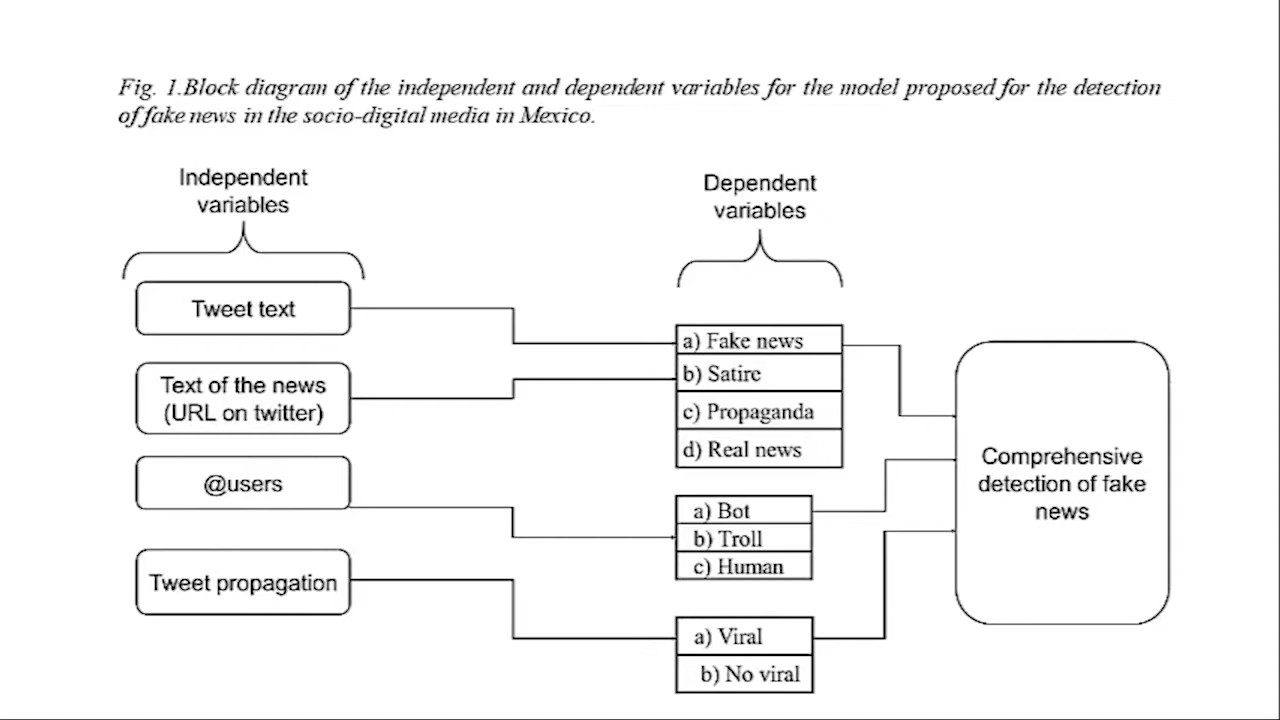 Fig. 1.Block diagram of the independent and dependent variables for the model proposed for the detection
of fake news in the socio-digital media in Mexico.
Independent
variables
Dependent
variables
Tweet text
Text of the news
(URL on twitter)
@users
Tweet propagation
a) Fake news
b) Satire
c) Propaganda
d) Real news
a) Bot
b) Troll
c) Human
a) Viral
b) No viral
Comprehensive
detection of fake
news